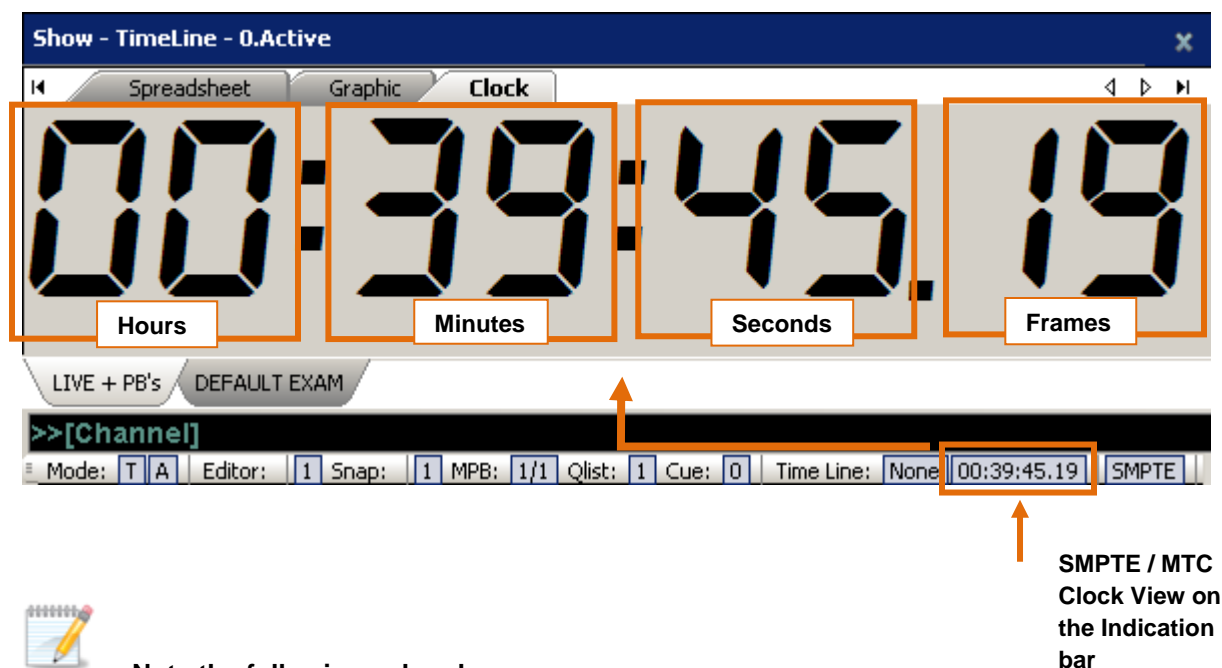 Show - TimeLine - 0.Active
Spreadsheet Graphic Clock
00:39:45.19
Hours Minutes Seconds Frames
LIVE + PB's DEFAULT EXAM
>>[Channel]
Mode: T A Editor: 1 Snap: 1 MPB: 1/1 Qlist: 1 Cue: 0 Time Line: None 00:39:45.19 SMPTE
SMPTE / MTC
Clock View on
the Indication
bar